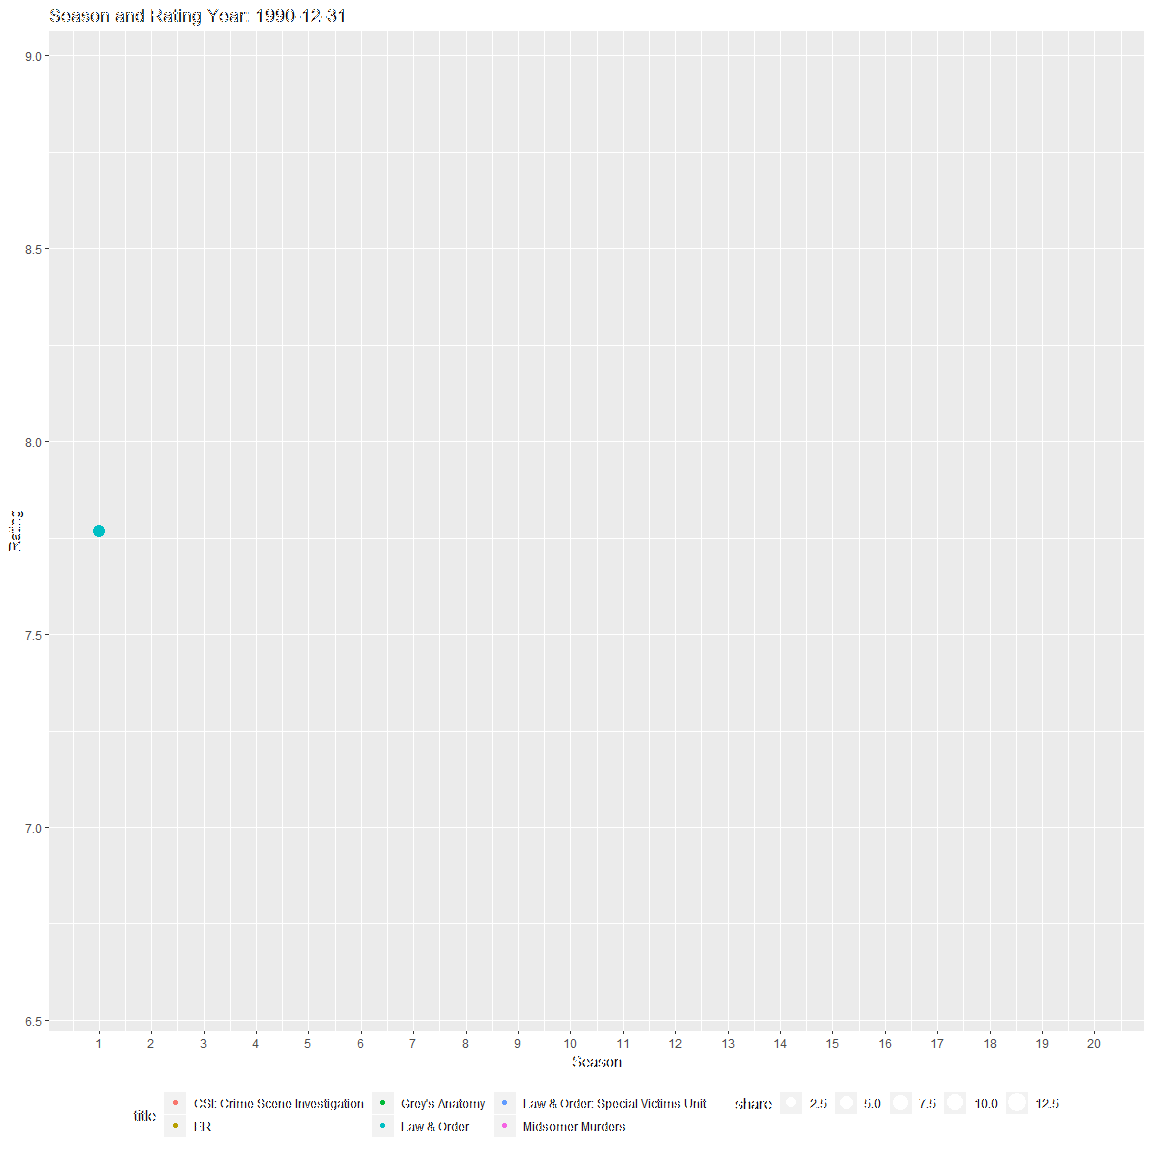 Season and Rating Year: 1990-12-31
9.0
8.5
8.0
7.5
7.0
6.5
Rating
1 2 3 4 5 6 7 8 9 10 11 12 13 14 15 16 17 18 19 20
Season
title
CSI: Crime Scene Investigation Grey's Anatomy Law & Order: Special Victims Unit
ER Law & Order Midsomer Murders
share 2.5 5.0 7.5 10.0 12.5